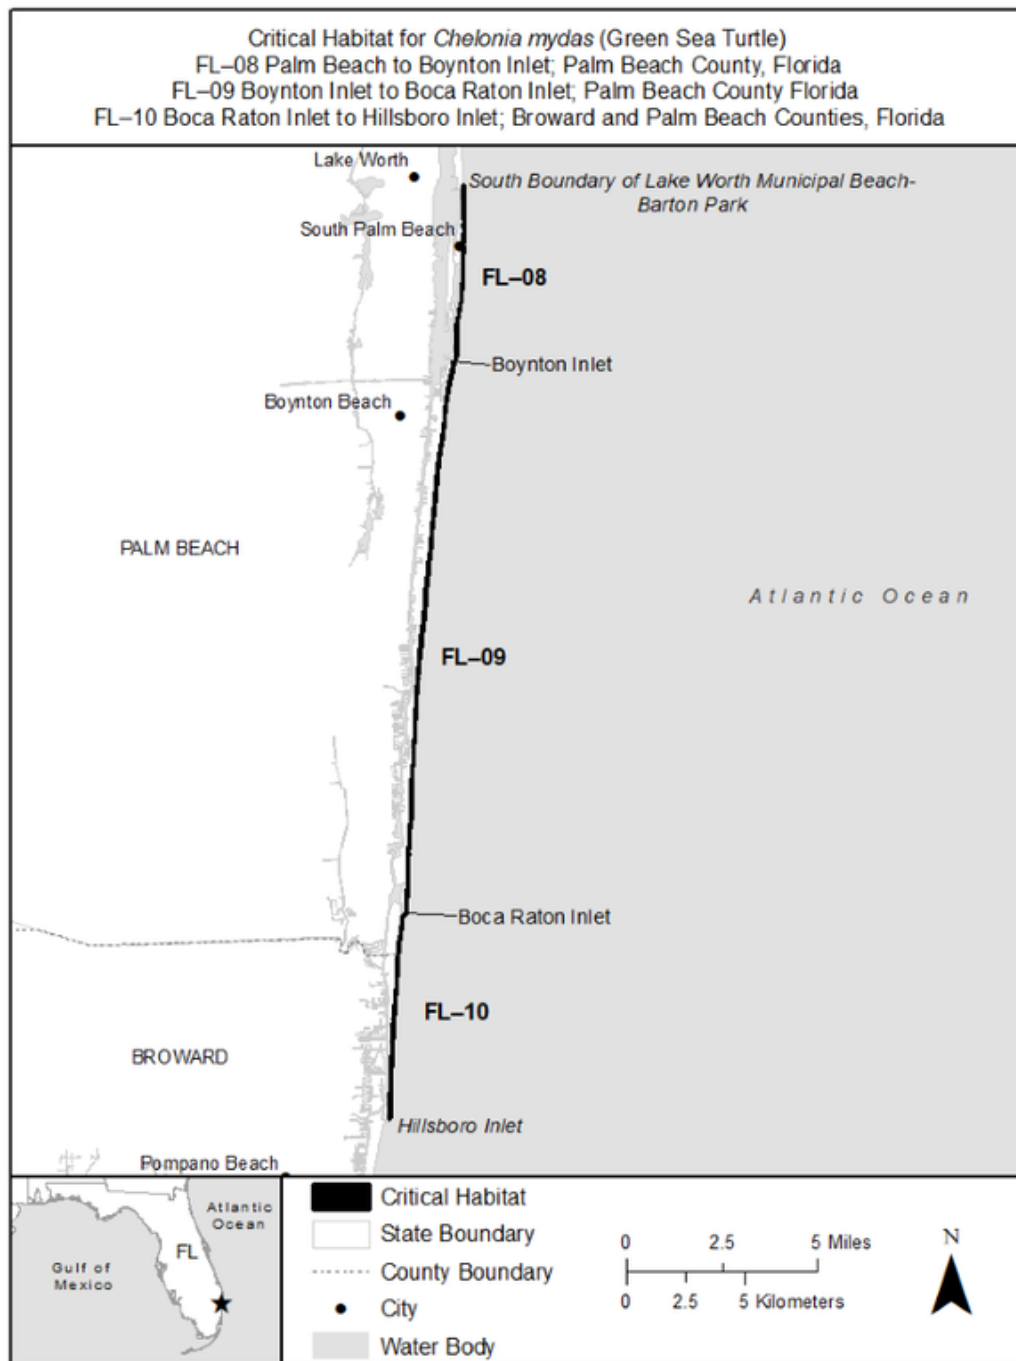 Critical Habitat for Chelonia mydas (Green Sea Turtle)
FL–08 Palm Beach to Boynton Inlet; Palm Beach County, Florida
FL–09 Boynton Inlet to Boca Raton Inlet; Palm Beach County Florida
FL–10 Boca Raton Inlet to Hillsboro Inlet; Broward and Palm Beach Counties, Florida
Lake Worth
South Boundary of Lake Worth Municipal Beach-
Barton Park
South Palm Beach
FL–08
Boynton Inlet
Boynton Beach
PALM BEACH
Atlantic Ocean
FL–09
Boca Raton Inlet
FL–10
BROWARD
Hillsboro Inlet
Pompano Beach
Atlantic
Ocean
FL
Gulf of
Mexico
Critical Habitat
State Boundary
County Boundary
City
Water Body
0 2.5 5 Miles
0 2.5 5 Kilometers
N